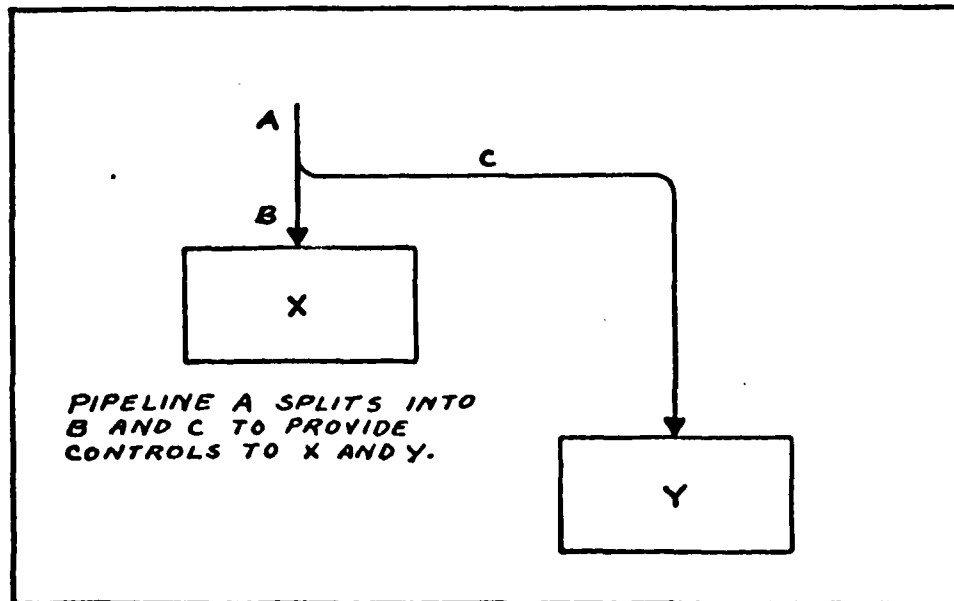 A
C
B
X
PIPELINE A SPLITS INTO
B AND C TO PROVIDE
CONTROLS TO X AND Y.
Y